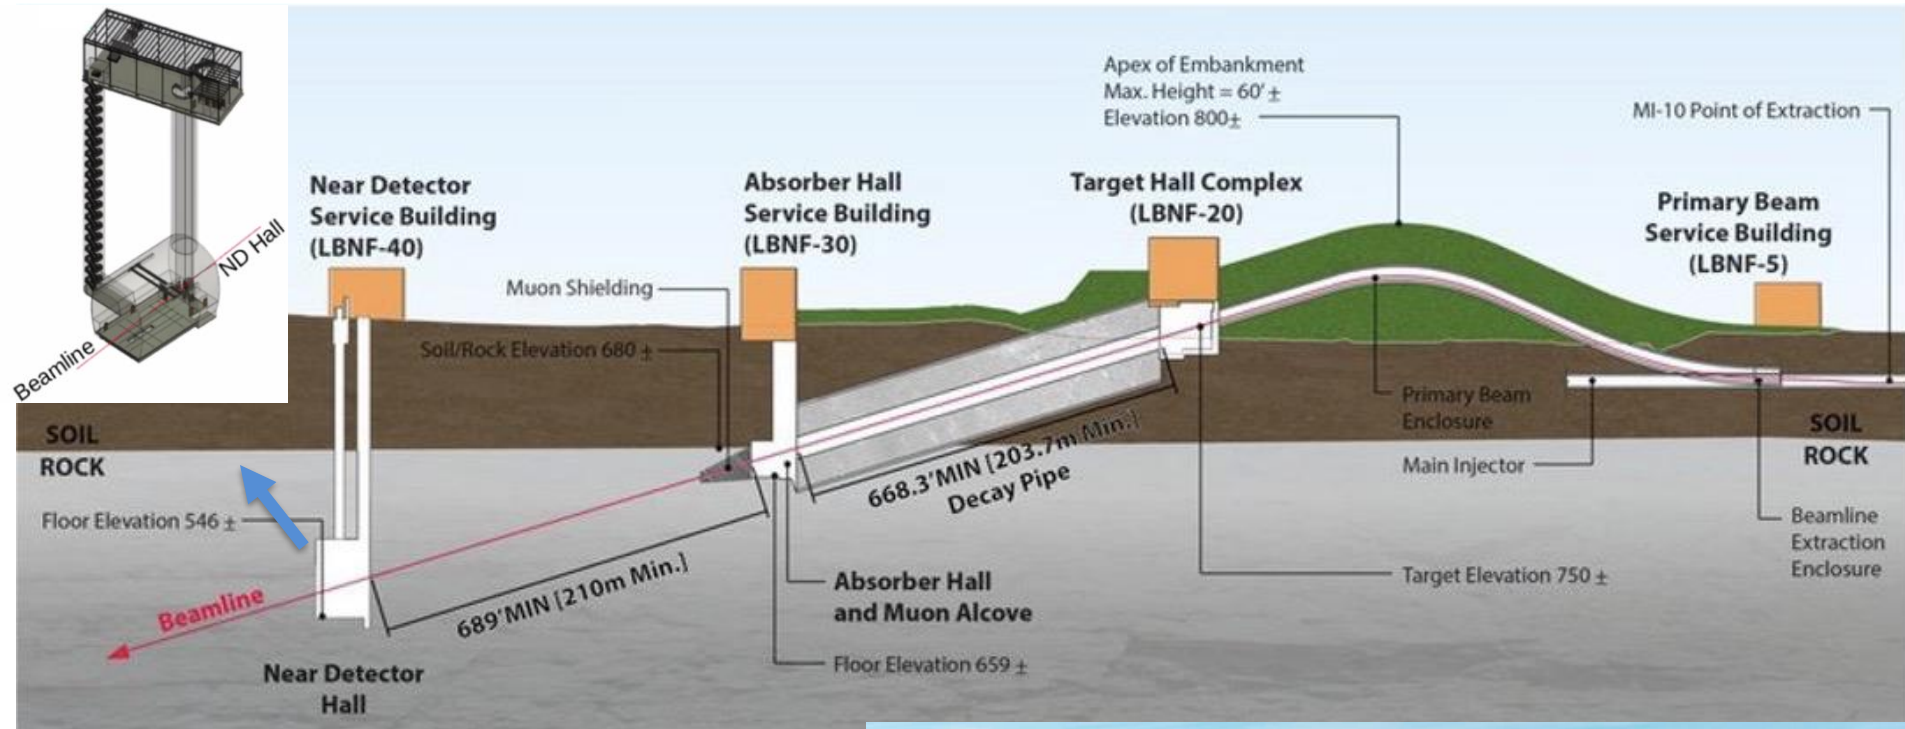 ND Hall
Beamline
Near Detector
Service Building
(LBNF-40)
Absorber Hall
Service Building
(LBNF-30)
Apex of Embankment
Max. Height = 60' ±
Elevation 800±
Target Hall Complex
(LBNF-20)
MI-10 Point of Extraction
Primary Beam
Service Building
(LBNF-5)
Muon Shielding
Soil/Rock Elevation 680 ±
SOIL
ROCK
Floor Elevation 546 ±
Beamline
Near Detector
Hall
689'MIN [210m Min.]
668.3'MIN [203.7m Min.]
Decay Pipe
Absorber Hall
and Muon Alcove
Floor Elevation 659 ±
Primary Beam
Enclosure
Main Injector
Target Elevation 750 ±
SOIL
ROCK
Beamline
Extraction
Enclosure